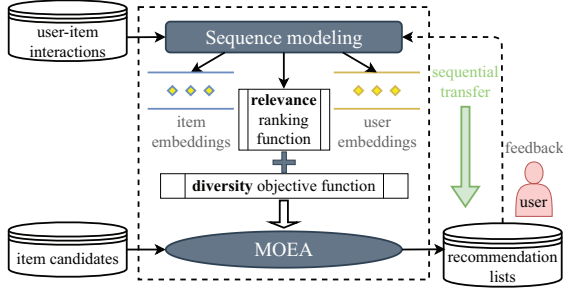 user-item
interactions
Sequence modeling
item
embeddings
relevance
ranking
function
user
embeddings
sequential
transfer
feedback
user
diversity objective function
item candidates
MOEA
recommendation
lists